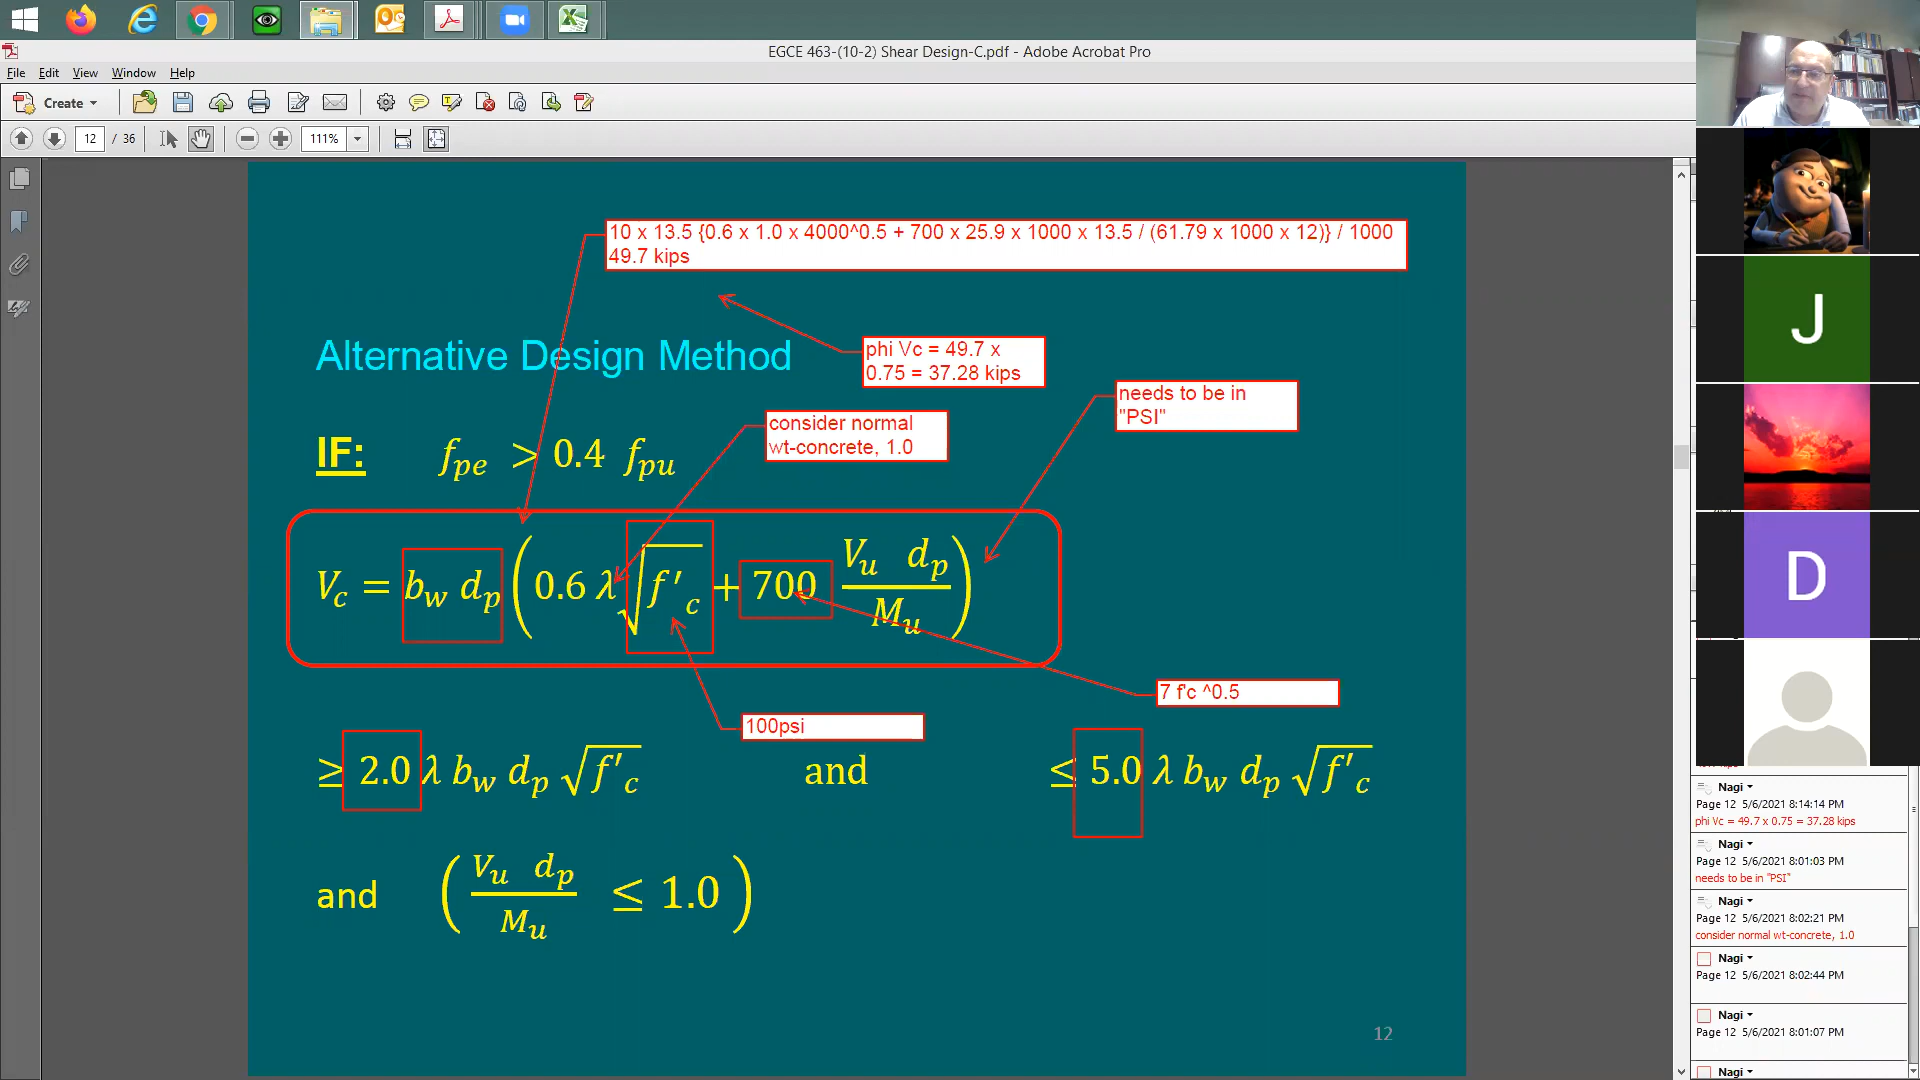 EGCE 463-(10-2) Shear Design-C.pdf - Adobe Acrobat Pro
File Edit View Window Help
Create
12 / 36 111%
10 x 13.5 {0.6 x 1.0 x 4000^0.5 + 700 x 25.9 x 1000 x 13.5 / (61.79 x 1000 x 12)} / 1000
49.7 kips
phi Vc = 49.7 x
0.75 = 37.28 kips
Alternative Design Method
needs to be in
"PSI"
consider normal
wt-concrete, 1.0
IF: fpe > 0.4 fpu
Vc = bw dp (0.6 λ √f'c + 700 Vu dp / Mu)
7 f'c ^0.5
100psi
≥ 2.0 λ bw dp √f'c and ≤ 5.0 λ bw dp √f'c
and (Vu dp / Mu ≤ 1.0)
12
J
D
Nagi
Page 12 5/6/2021 8:14:14 PM
phi Vc = 49.7 x 0.75 = 37.28 kips
Nagi
Page 12 5/6/2021 8:01:03 PM
needs to be in "PSI"
Nagi
Page 12 5/6/2021 8:02:21 PM
consider normal wt-concrete, 1.0
Nagi
Page 12 5/6/2021 8:02:44 PM
Nagi
Page 12 5/6/2021 8:01:07 PM
Nagi